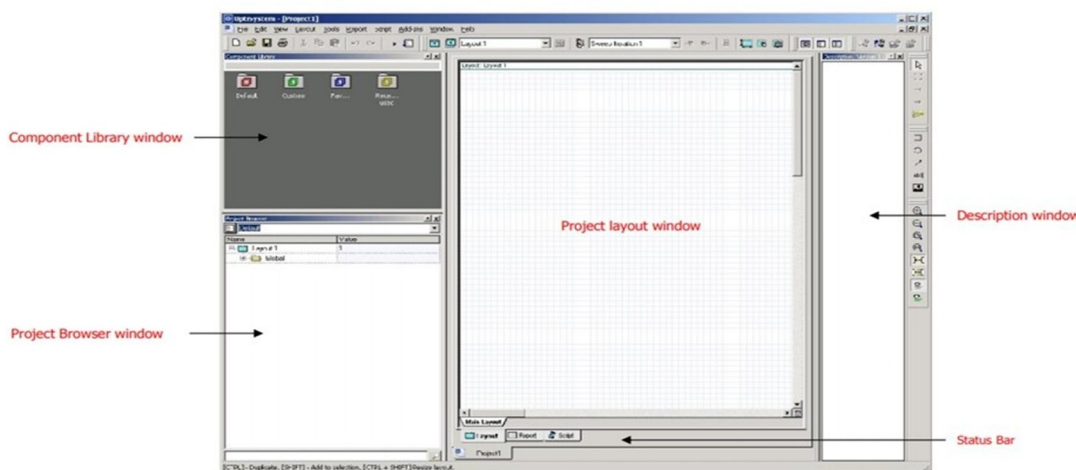 OptiSystem - [Project1]
File Edit View Layout Tools Report Script Add-Ins Window Help
Layout 1
Sweep Iteration 1
Component Library
Default
Custom
Layout: Layout 1
Component Library window
Project Browser
Default
Name Value
Layout 1 1
Global
Project layout window
Description window
Project Browser window
Main Layout
Layout Report Script
Status Bar
Project1
[CTRL] - Duplicate, [SHIFT] - Add to selection, [CTRL + SHIFT] Resize layout.